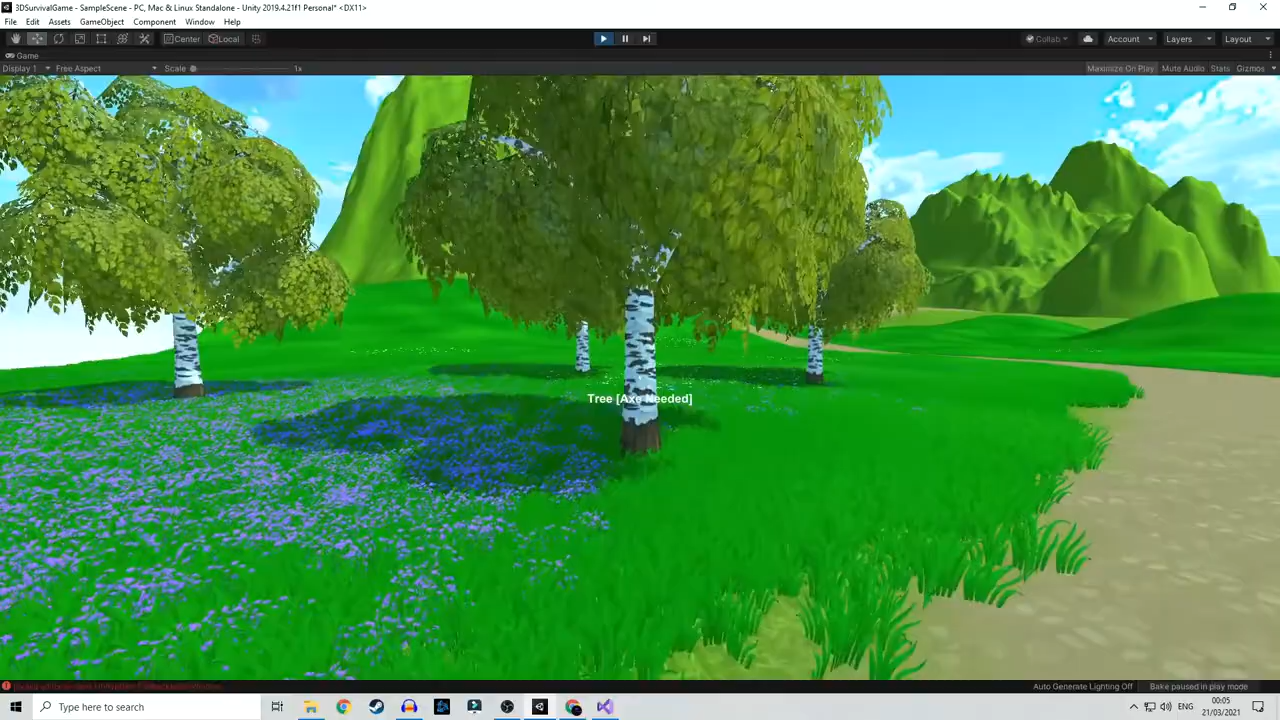 3DSurvivalGame - SampleScene - PC, Mac & Linux Standalone - Unity 2019.4.21f1 Personal* <DX11>
File Edit Assets GameObject Component Window Help
Center Local Collab Account Layers Layout
Game
Display 1 Free Aspect Scale 1x Maximize On Play Mute Audio Stats Gizmos
Tree [Axe Needed]
Auto Generate Lighting Off Bake paused in play mode
Type here to search ENG 00:05
21/03/2021